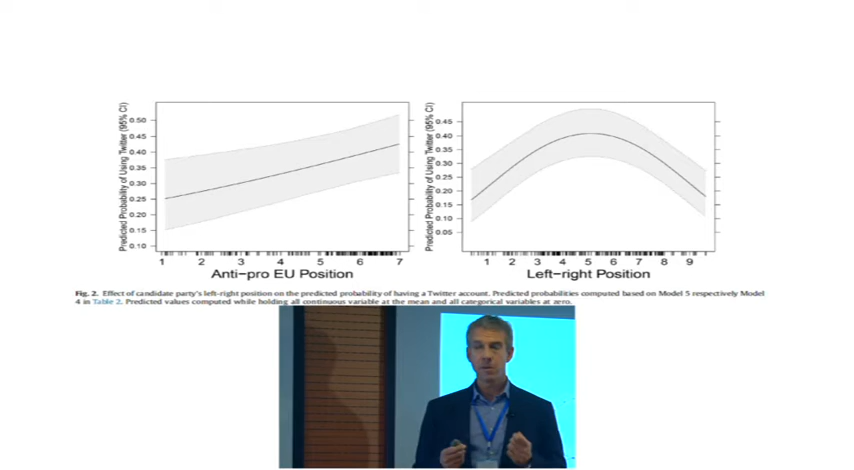 Predicted Probability of Using Twitter (95% CI)
0.50
0.45
0.40
0.35
0.30
0.25
0.20
0.15
0.10
1 2 3 4 5 6 7
Anti-pro EU Position
Predicted Probability of Using Twitter (95% CI)
0.45
0.40
0.35
0.30
0.25
0.20
0.15
0.10
0.05
1 2 3 4 5 6 7 8 9
Left-right Position
Fig. 2. Effect of candidate party's left-right position on the predicted probability of having a Twitter account. Predicted probabilities computed based on Model 5 respectively Model
4 in Table 2. Predicted values computed while holding all continuous variable at the mean and all categorical variables at zero.